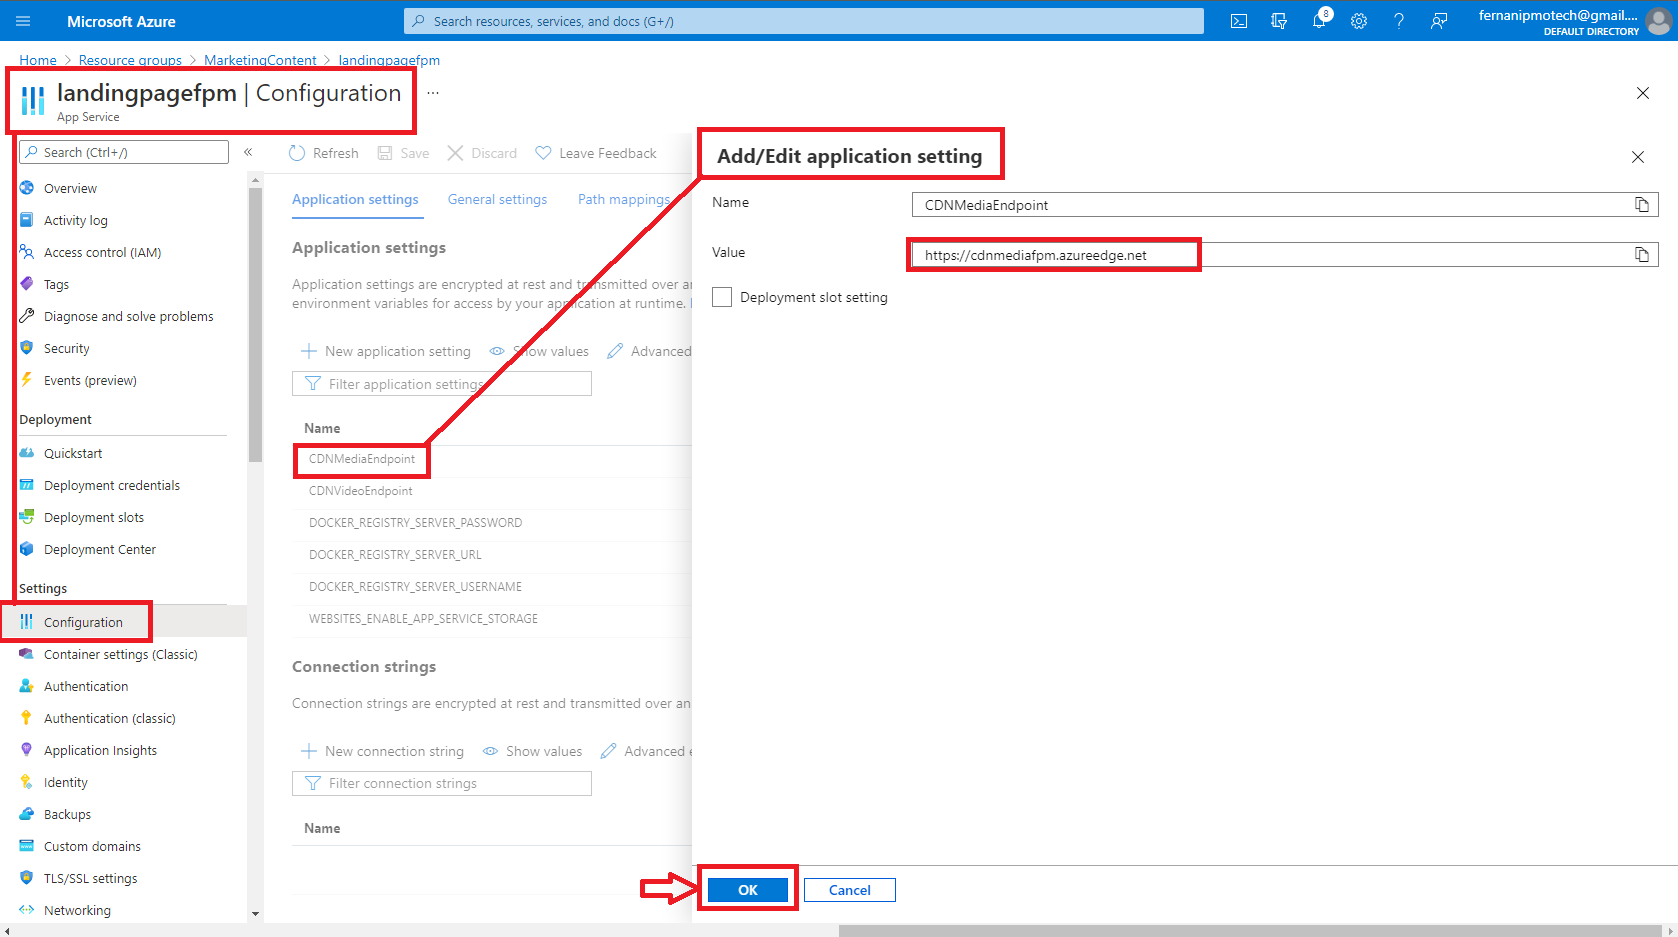 Microsoft Azure
Search resources, services, and docs (G+/)
8
fernanipmotech@gmail....
DEFAULT DIRECTORY
Home > Resource groups > MarketingContent > landingpagefpm
landingpagefpm | Configuration ...
App Service
Search (Ctrl+/)
«
Overview
Activity log
Access control (IAM)
Tags
Diagnose and solve problems
Security
Events (preview)
Deployment
Quickstart
Deployment credentials
Deployment slots
Deployment Center
Settings
Configuration
Container settings (Classic)
Authentication
Authentication (classic)
Application Insights
Identity
Backups
Custom domains
TLS/SSL settings
Networking
Refresh Save Discard Leave Feedback
Application settings General settings Path mappings
Application settings
Application settings are encrypted at rest and transmitted over an
environment variables for access by your application at runtime.
New application setting Show values Advanced
Filter application settings
Name
CDNMediaEndpoint
CDNVideoEndpoint
DOCKER_REGISTRY_SERVER_PASSWORD
DOCKER_REGISTRY_SERVER_URL
DOCKER_REGISTRY_SERVER_USERNAME
WEBSITES_ENABLE_APP_SERVICE_STORAGE
Connection strings
Connection strings are encrypted at rest and transmitted over an
New connection string Show values Advanced e
Filter connection strings
Name
Add/Edit application setting
Name
CDNMediaEndpoint
Value
https://cdnmediafpm.azureedge.net
Deployment slot setting
OK
Cancel